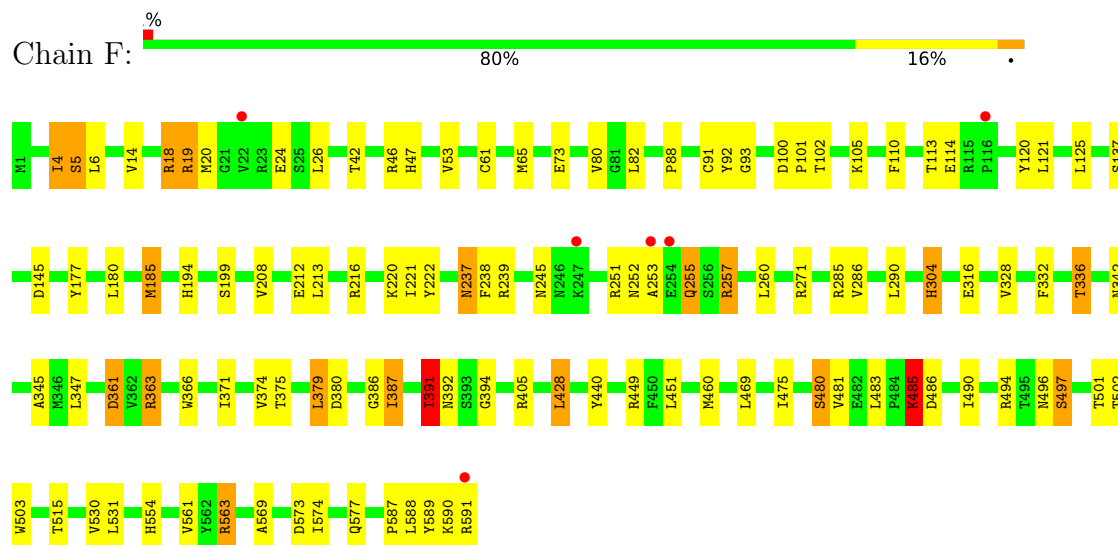 .%
Chain F:
80%
16%
.
M1 I4 S5 L6 V14 R18 R19 M20 G21 V22 R23 E24 S25 L26 T42 R46 H47 V53 C61 M65 E73 V80 G81 L82 P88 C91 Y92 G93 D100 P101 T102 K105 F110 T113 E114 R115 P116 Y120 L121 L125 S137
D145 Y177 L180 M185 H194 S199 V208 E212 L213 R216 K220 I221 Y222 N237 F238 R239 N245 N246 K247 R251 N252 A253 E254 Q255 S256 R257 L260 R271 R285 V286 L290 H304 E316 V328 F332 T336 N342
A345 M346 L347 D361 V362 R363 W366 I371 V374 T375 L379 D380 G386 I387 I391 N392 S393 G394 R405 L428 Y440 R449 F450 L451 M460 L469 I475 S480 V481 E482 L483 P484 K485 D486 I490 R494 T495 N496 S497 T501 T502
W503 T515 V530 L531 H554 V561 Y562 R563 A569 D573 I574 Q577 P587 L588 Y589 K590 R591